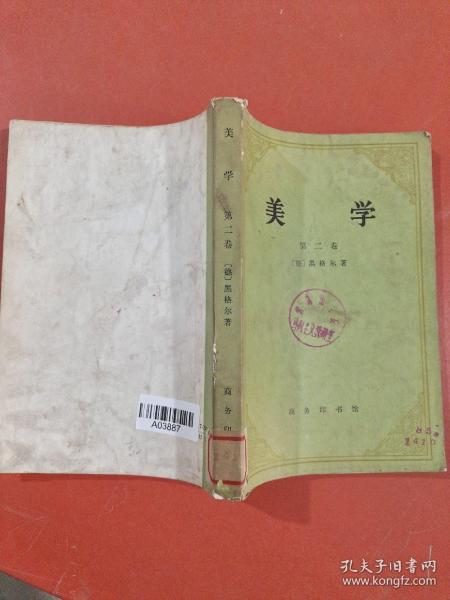 美学
第二卷
〔德〕黑格尔著
商务印书馆
美学 第二卷 〔德〕黑格尔著 商务印
A03887
孔夫子旧书网
www.kongfz.com